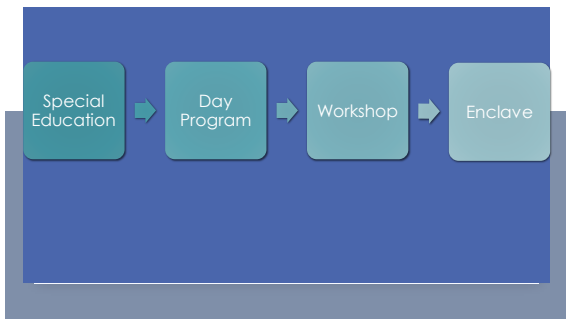 Special
Education
Day
Program
Workshop
Enclave